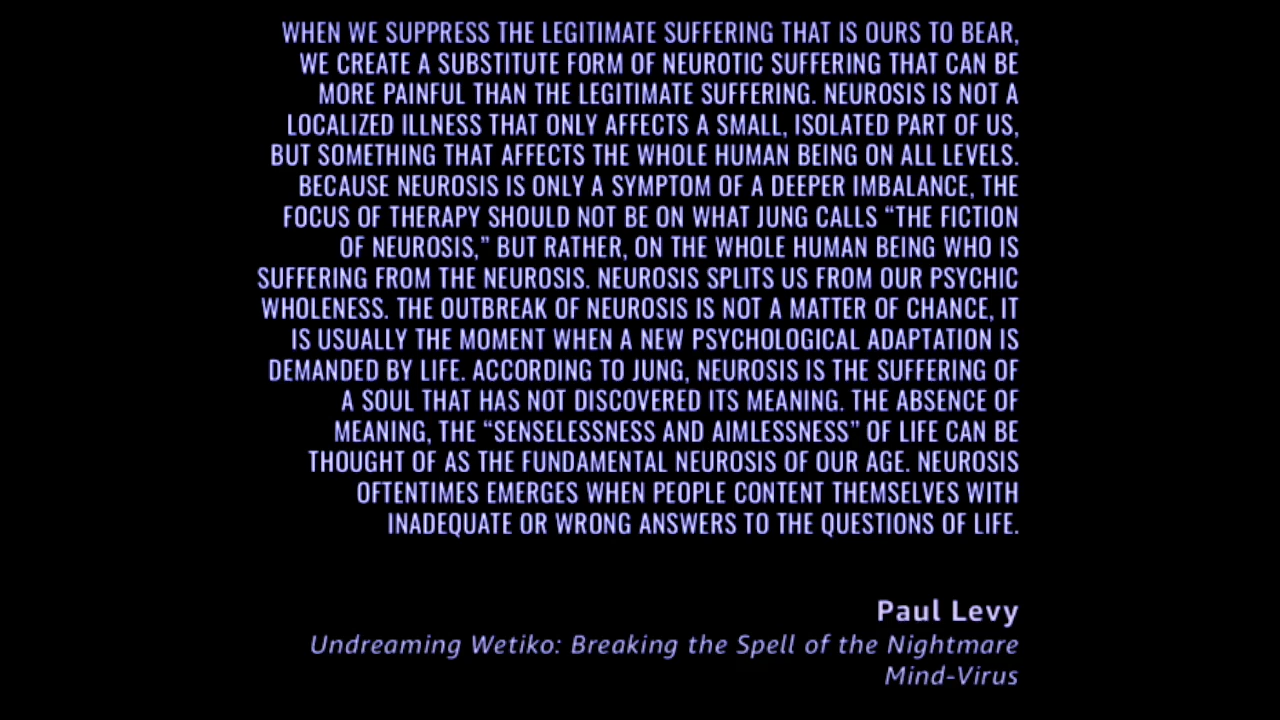 WHEN WE SUPPRESS THE LEGITIMATE SUFFERING THAT IS OURS TO BEAR,
WE CREATE A SUBSTITUTE FORM OF NEUROTIC SUFFERING THAT CAN BE
MORE PAINFUL THAN THE LEGITIMATE SUFFERING. NEUROSIS IS NOT A
LOCALIZED ILLNESS THAT ONLY AFFECTS A SMALL, ISOLATED PART OF US,
BUT SOMETHING THAT AFFECTS THE WHOLE HUMAN BEING ON ALL LEVELS.
BECAUSE NEUROSIS IS ONLY A SYMPTOM OF A DEEPER IMBALANCE, THE
FOCUS OF THERAPY SHOULD NOT BE ON WHAT JUNG CALLS “THE FICTION
OF NEUROSIS,” BUT RATHER, ON THE WHOLE HUMAN BEING WHO IS
SUFFERING FROM THE NEUROSIS. NEUROSIS SPLITS US FROM OUR PSYCHIC
WHOLENESS. THE OUTBREAK OF NEUROSIS IS NOT A MATTER OF CHANCE, IT
IS USUALLY THE MOMENT WHEN A NEW PSYCHOLOGICAL ADAPTATION IS
DEMANDED BY LIFE. ACCORDING TO JUNG, NEUROSIS IS THE SUFFERING OF
A SOUL THAT HAS NOT DISCOVERED ITS MEANING. THE ABSENCE OF
MEANING, THE “SENSELESSNESS AND AIMLESSNESS” OF LIFE CAN BE
THOUGHT OF AS THE FUNDAMENTAL NEUROSIS OF OUR AGE. NEUROSIS
OFTENTIMES EMERGES WHEN PEOPLE CONTENT THEMSELVES WITH
INADEQUATE OR WRONG ANSWERS TO THE QUESTIONS OF LIFE.
Paul Levy
Undreaming Wetiko: Breaking the Spell of the Nightmare
Mind-Virus